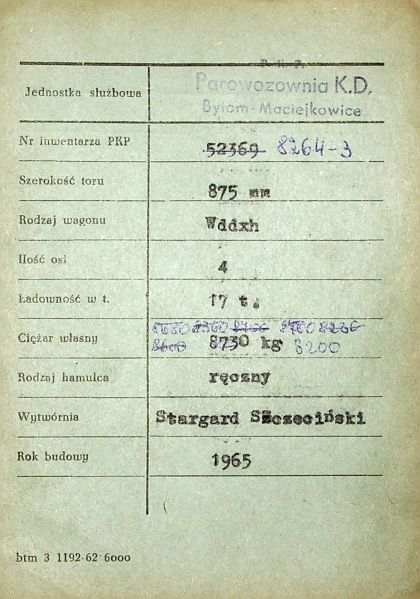 P. K. P.
Jednostka służbowa Parowozownia K.D.
Bytom-Maciejkowice
Nr inwentarza PKP 52369 8264-3
Szerokość toru 875 mm
Rodzaj wagonu Wddxh
Ilość osi 4
Ładowność w t. 17 t.
Ciężar własny 8730 kg 8200
Rodzaj hamulca ręczny
Wytwórnia Stargard Szczeciński
Rok budowy 1965
btm 3 1192-62 6000